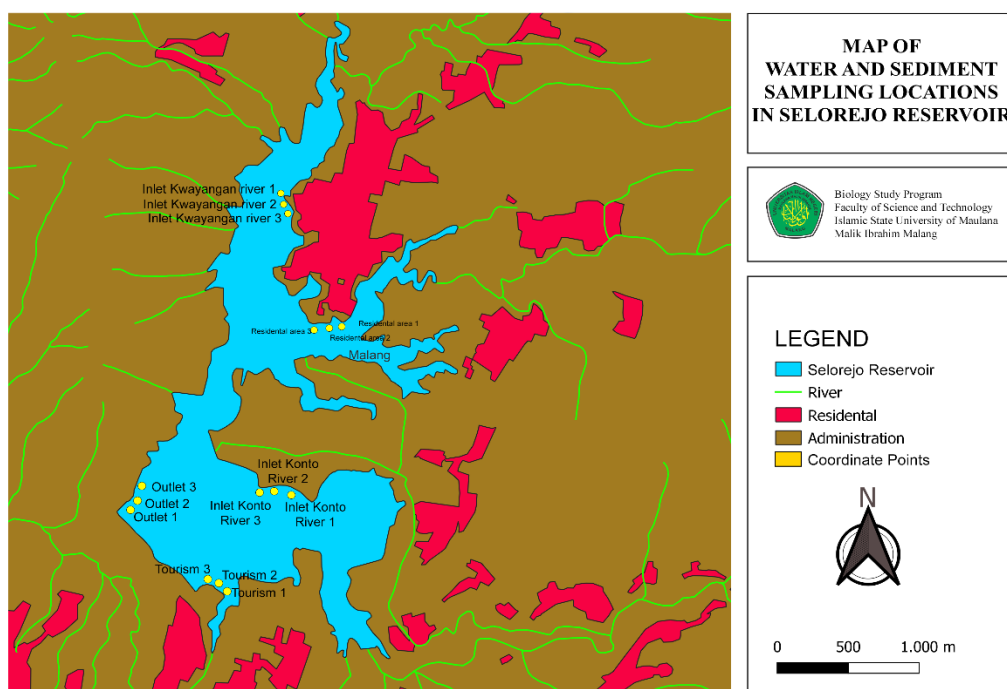 Inlet Kwayangan river 1
Inlet Kwayangan river 2
Inlet Kwayangan river 3
Residental area 1
Residental area 3
Residental area 2
Malang
Inlet Konto
River 2
Outlet 3
Outlet 2
Outlet 1
Inlet Konto
River 3
Inlet Konto
River 1
Tourism 3
Tourism 2
Tourism 1
MAP OF
WATER AND SEDIMENT
SAMPLING LOCATIONS
IN SELOREJO RESERVOIR
Biology Study Program
Faculty of Science and Technology
Islamic State University of Maulana
Malik Ibrahim Malang
LEGEND
Selorejo Reservoir
River
Residental
Administration
Coordinate Points
N
0 500 1.000 m